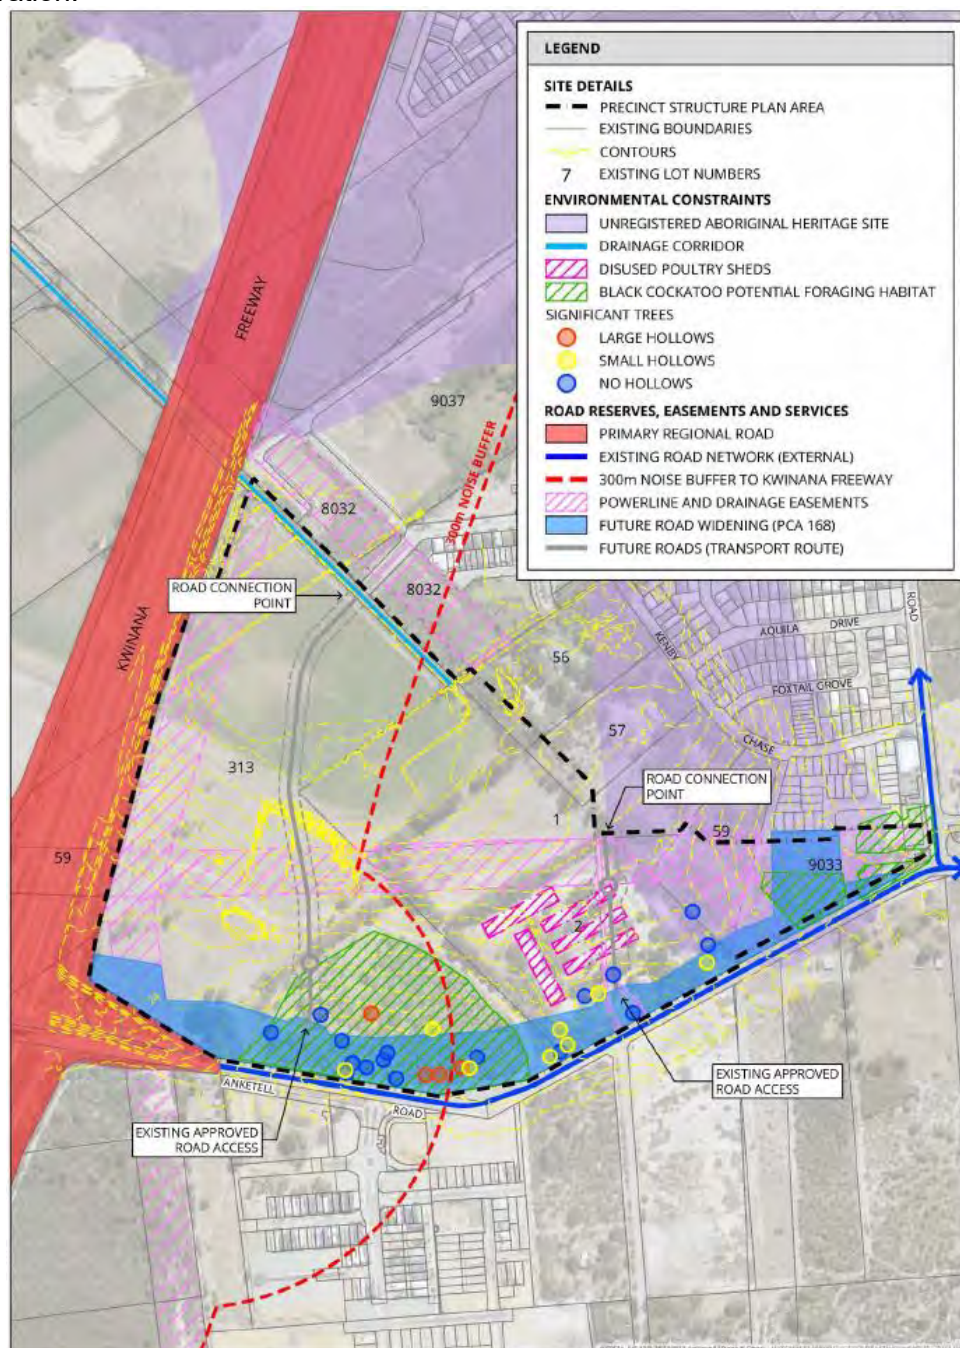 LEGEND
SITE DETAILS
PRECINCT STRUCTURE PLAN AREA
EXISTING BOUNDARIES
CONTOURS
7 EXISTING LOT NUMBERS
ENVIRONMENTAL CONSTRAINTS
UNREGISTERED ABORIGINAL HERITAGE SITE
DRAINAGE CORRIDOR
DISUSED POULTRY SHEDS
BLACK COCKATOO POTENTIAL FORAGING HABITAT
SIGNIFICANT TREES
LARGE HOLLOWS
SMALL HOLLOWS
NO HOLLOWS
ROAD RESERVES, EASEMENTS AND SERVICES
PRIMARY REGIONAL ROAD
EXISTING ROAD NETWORK (EXTERNAL)
300m NOISE BUFFER TO KWINANA FREEWAY
POWERLINE AND DRAINAGE EASEMENTS
FUTURE ROAD WIDENING (PCA 168)
FUTURE ROADS (TRANSPORT ROUTE)
FREEWAY
9037
300m NOISE BUFFER
8032
8032
ROAD CONNECTION
POINT
KWINANA
ROAD
AQUILA DRIVE
KENBY
56
FOXTAIL GROVE
57
CHASE
313
ROAD CONNECTION
POINT
1
59
59
9033
2
EXISTING APPROVED
ROAD ACCESS
ANKETELL
ROAD
EXISTING APPROVED
ROAD ACCESS